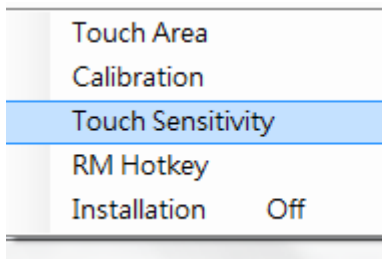 Touch Area
Calibration
Touch Sensitivity
RM Hotkey
Installation Off